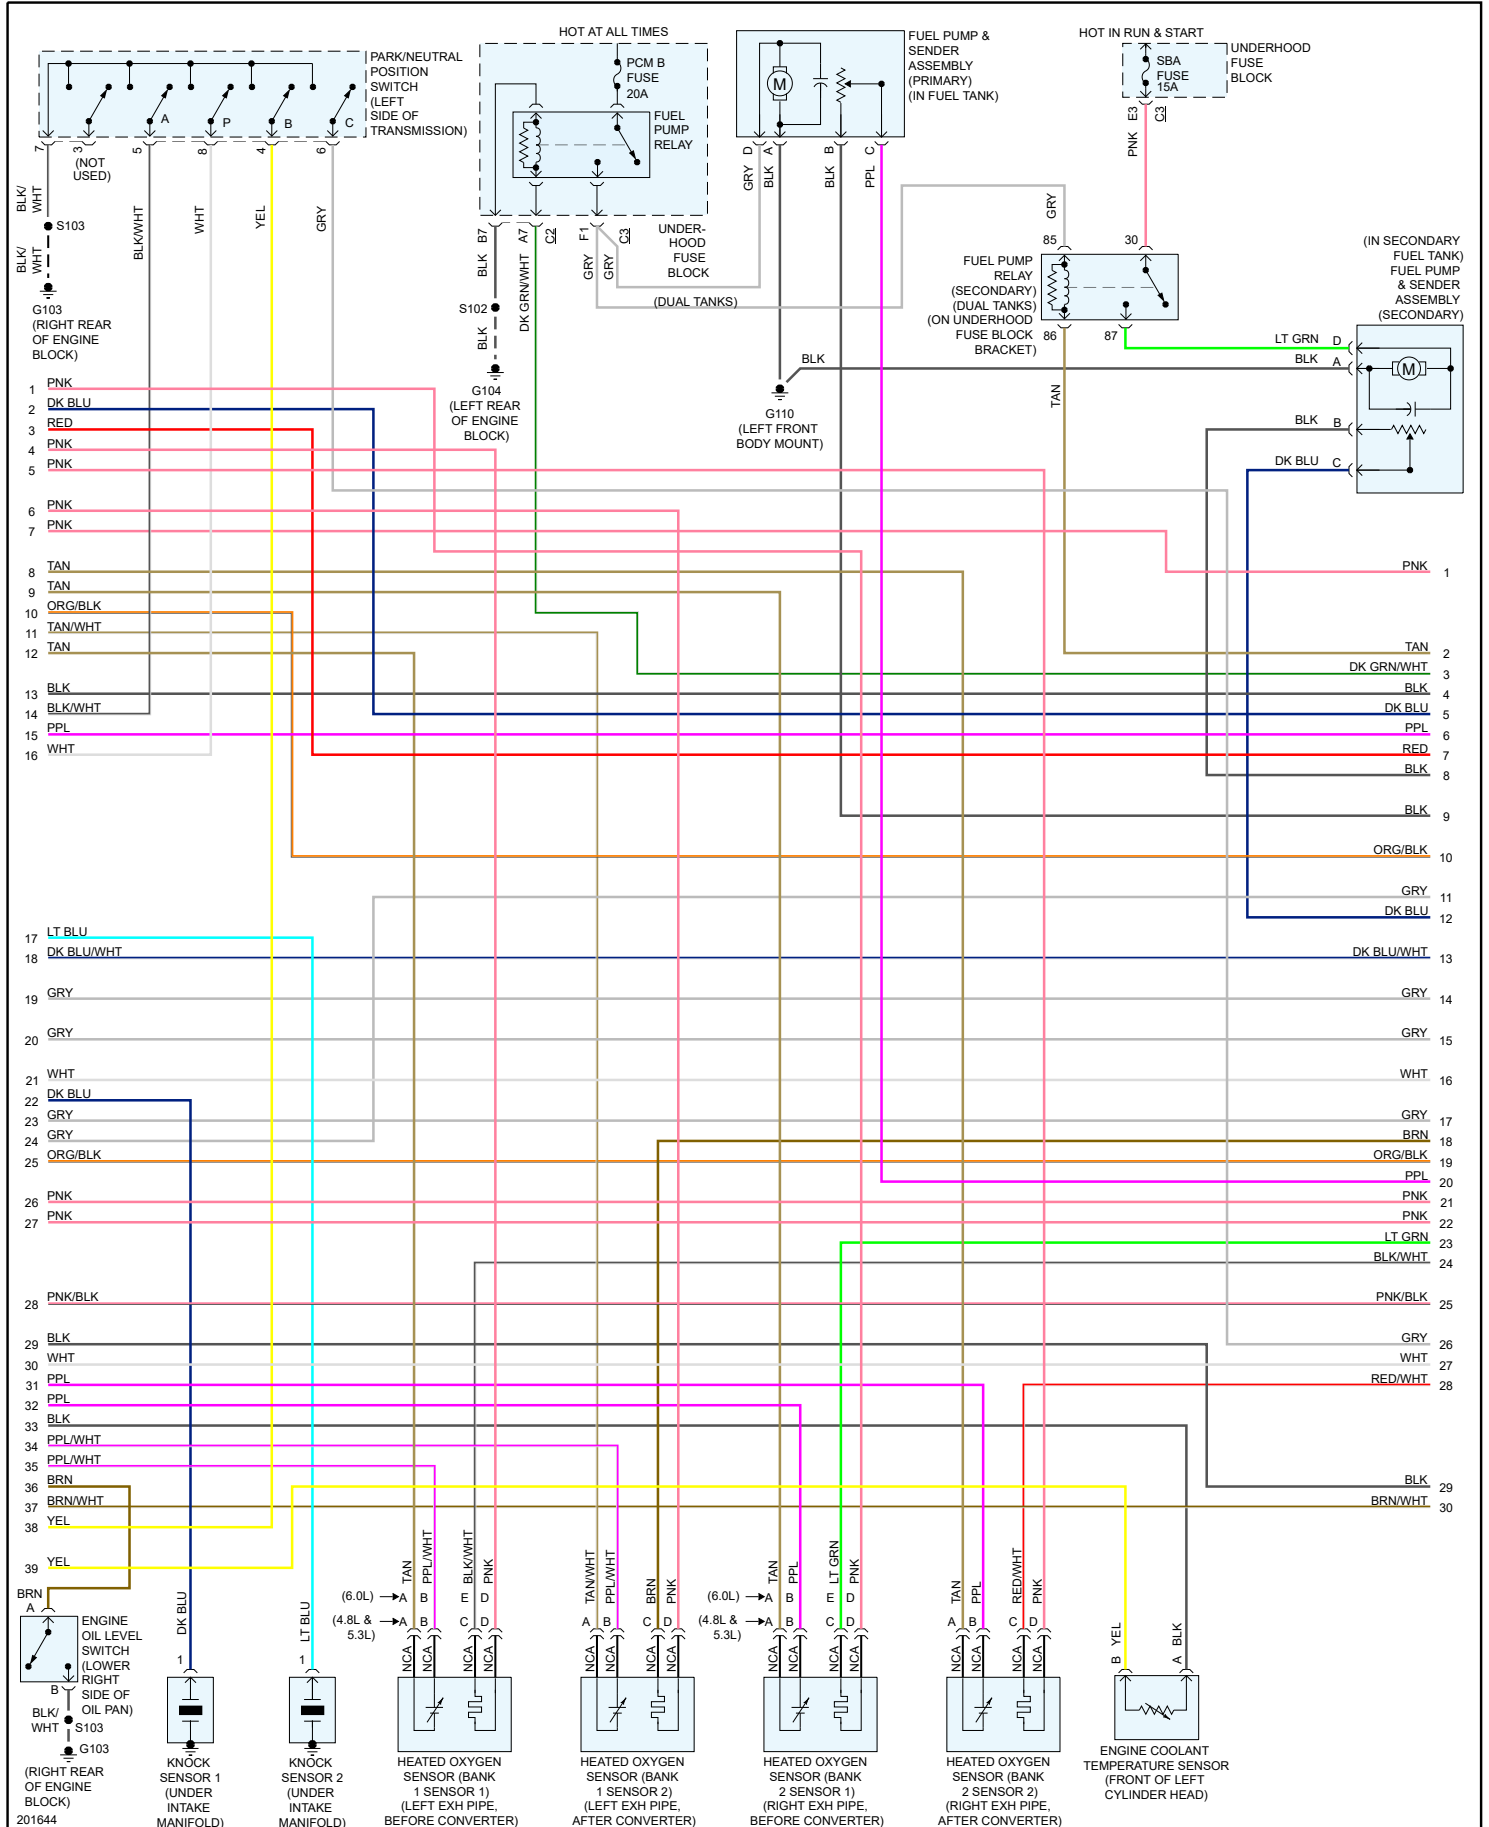 HOT AT ALL TIMES
HOT IN RUN & START
PARK/NEUTRAL
POSITION
SWITCH
(LEFT
SIDE OF
TRANSMISSION)
A
P
B
C
7
3
5
8
4
6
(NOT
USED)
BLK/
WHT
S103
BLK/
WHT
G103
(RIGHT REAR
OF ENGINE
BLOCK)
BLK/WHT
WHT
YEL
GRY
PCM B
FUSE
20A
FUEL
PUMP
RELAY
B7
A7
C2
F1
C3
UNDER-
HOOD
FUSE
BLOCK
BLK
S102
BLK
G104
(LEFT REAR
OF ENGINE
BLOCK)
DK GRN/WHT
GRY
GRY
(DUAL TANKS)
M
FUEL PUMP &
SENDER
ASSEMBLY
(PRIMARY)
(IN FUEL TANK)
D
A
B
C
GRY
BLK
BLK
PPL
BLK
G110
(LEFT FRONT
BODY MOUNT)
SBA
FUSE
15A
UNDERHOOD
FUSE
BLOCK
E3
C3
PNK
GRY
85
30
FUEL PUMP
RELAY
(SECONDARY)
(DUAL TANKS)
(ON UNDERHOOD
FUSE BLOCK
BRACKET)
86
87
TAN
(IN SECONDARY
FUEL TANK)
FUEL PUMP
& SENDER
ASSEMBLY
(SECONDARY)
LT GRN D
BLK A
M
BLK B
DK BLU C
1 PNK
2 DK BLU
3 RED
4 PNK
5 PNK
6 PNK
7 PNK
8 TAN
9 TAN
10 ORG/BLK
11 TAN/WHT
12 TAN
13 BLK
14 BLK/WHT
15 PPL
16 WHT
17 LT BLU
18 DK BLU/WHT
19 GRY
20 GRY
21 WHT
22 DK BLU
23 GRY
24 GRY
25 ORG/BLK
26 PNK
27 PNK
28 PNK/BLK
29 BLK
30 WHT
31 PPL
32 PPL
33 BLK
34 PPL/WHT
35 PPL/WHT
36 BRN
37 BRN/WHT
38 YEL
39 YEL
PNK 1
TAN 2
DK GRN/WHT 3
BLK 4
DK BLU 5
PPL 6
RED 7
BLK 8
BLK 9
ORG/BLK 10
GRY 11
DK BLU 12
DK BLU/WHT 13
GRY 14
GRY 15
WHT 16
GRY 17
BRN 18
ORG/BLK 19
PPL 20
PNK 21
PNK 22
LT GRN 23
BLK/WHT 24
PNK/BLK 25
GRY 26
WHT 27
RED/WHT 28
BLK 29
BRN/WHT 30
BRN
A
ENGINE
OIL LEVEL
SWITCH
(LOWER
RIGHT
SIDE OF
OIL PAN)
B
BLK/
WHT
S103
G103
(RIGHT REAR
OF ENGINE
BLOCK)
201644
DK BLU
1
KNOCK
SENSOR 1
(UNDER
INTAKE
MANIFOLD)
LT BLU
1
KNOCK
SENSOR 2
(UNDER
INTAKE
MANIFOLD)
TAN
PPL/WHT
BLK/WHT
PNK
(6.0L) A B E D
(4.8L & A B C D
5.3L)
NCA
NCA
NCA
NCA
HEATED OXYGEN
SENSOR (BANK
1 SENSOR 1)
(LEFT EXH PIPE,
BEFORE CONVERTER)
TAN/WHT
PPL/WHT
BRN
PNK
A B C D
NCA
NCA
NCA
NCA
HEATED OXYGEN
SENSOR (BANK
1 SENSOR 2)
(LEFT EXH PIPE,
AFTER CONVERTER)
TAN
PPL
LT GRN
PNK
(6.0L) A B E D
(4.8L & A B C D
5.3L)
NCA
NCA
NCA
NCA
HEATED OXYGEN
SENSOR (BANK
2 SENSOR 1)
(RIGHT EXH PIPE,
BEFORE CONVERTER)
TAN
PPL
RED/WHT
PNK
A B C D
NCA
NCA
NCA
NCA
HEATED OXYGEN
SENSOR (BANK
2 SENSOR 2)
(RIGHT EXH PIPE,
AFTER CONVERTER)
YEL
BLK
B
A
ENGINE COOLANT
TEMPERATURE SENSOR
(FRONT OF LEFT
CYLINDER HEAD)